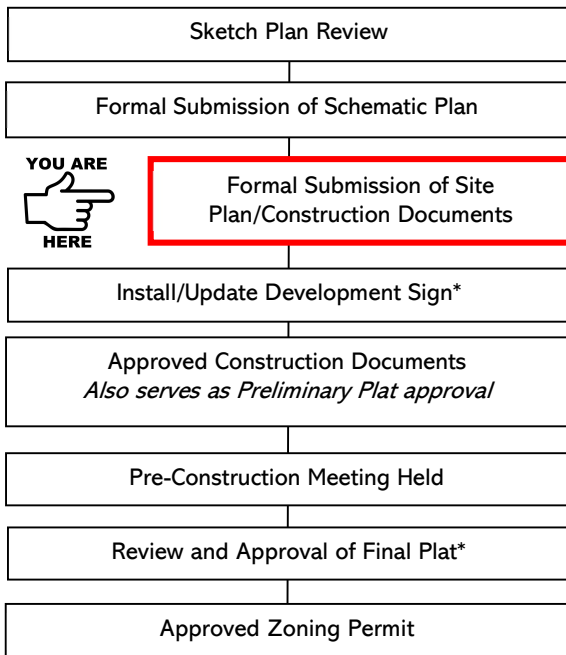 Sketch Plan Review
Formal Submission of Schematic Plan
YOU ARE
HERE
Formal Submission of Site
Plan/Construction Documents
Install/Update Development Sign*
Approved Construction Documents
Also serves as Preliminary Plat approval
Pre-Construction Meeting Held
Review and Approval of Final Plat*
Approved Zoning Permit